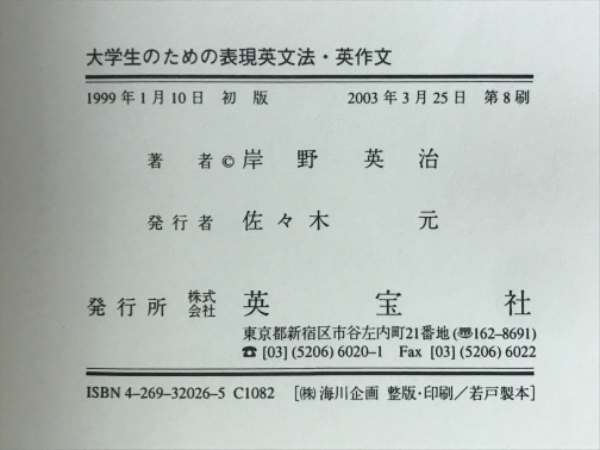 大学生のための表現英文法・英作文
1999年1月10日 初 版 2003年3月25日 第8刷
著 者 © 岸 野 英 治
発 行 者 佐 々 木 元
発 行 所 株式会社 英 宝 社
東京都新宿区市谷左内町21番地(〠162-8691)
☎ [03] (5206) 6020-1 Fax [03] (5206) 6022
ISBN 4-269-32026-5 C1082 [㈱ 海川企画 整版・印刷/若戸製本]